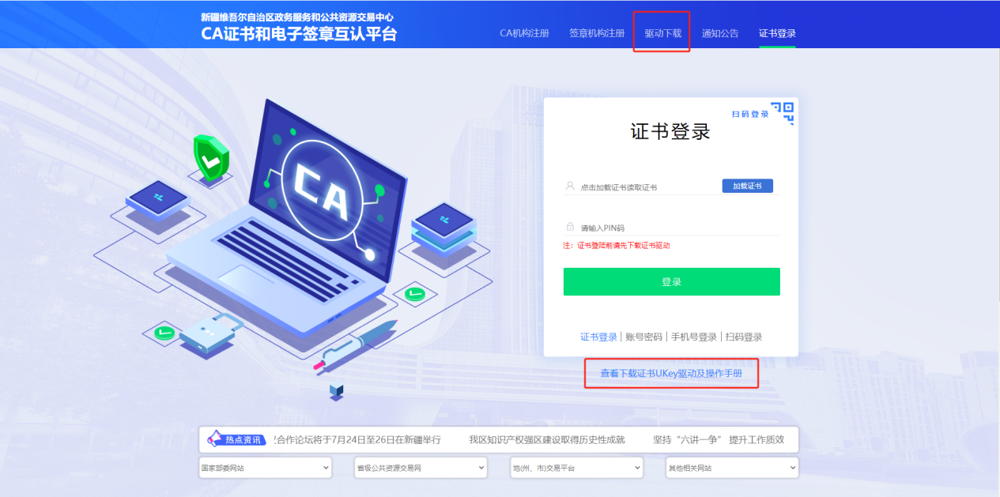 新疆维吾尔自治区政务服务和公共资源交易中心
CA证书和电子签章互认平台
CA机构注册 签章机构注册 驱动下载 通知公告 证书登录
扫码登录
证书登录
CA
点击加载证书读取证书 加载证书
请输入PIN码
注：证书登陆前请先下载证书驱动
登录
证书登录|账号密码|手机号登录|扫码登录
查看下载证书UKey驱动及操作手册
热点资讯 合作论坛将于7月24日至26日在新疆举行 我区知识产权强区建设取得历史性成就 坚持“六讲一争” 提升工作质效
国家部委网站 省级公共资源交易网 地(州、市)交易平台 其他相关网站